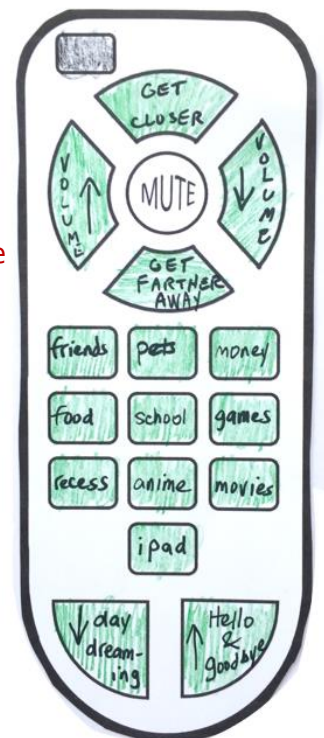 GET
CLOSER
VOLUME ↑
MUTE
↓ VOLUME
e
GET
FARTHER
AWAY
friends pets money
food school games
recess anime movies
ipad
↓ day
dream-
ing
↑ Hello
&
goodbye